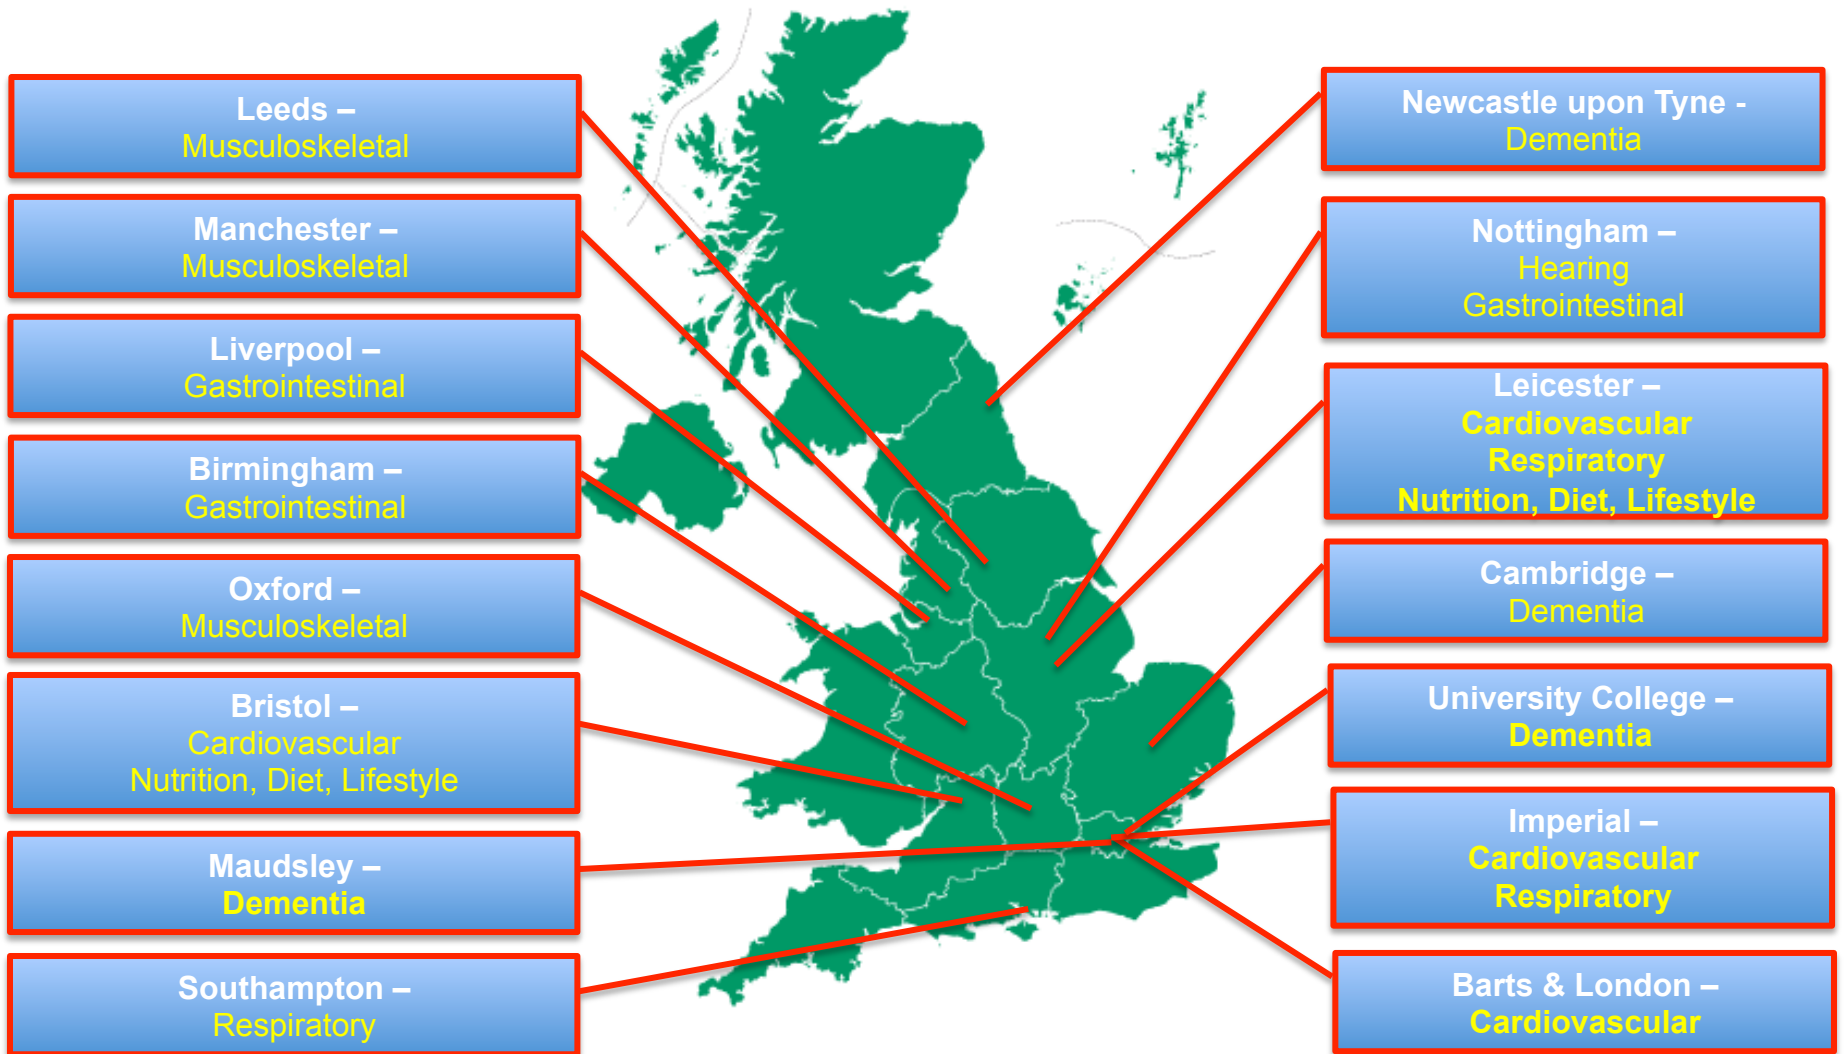 Leeds –
Musculoskeletal
Manchester –
Musculoskeletal
Liverpool –
Gastrointestinal
Birmingham –
Gastrointestinal
Oxford –
Musculoskeletal
Bristol –
Cardiovascular
Nutrition, Diet, Lifestyle
Maudsley –
Dementia
Southampton –
Respiratory
Newcastle upon Tyne -
Dementia
Nottingham –
Hearing
Gastrointestinal
Leicester –
Cardiovascular
Respiratory
Nutrition, Diet, Lifestyle
Cambridge –
Dementia
University College –
Dementia
Imperial –
Cardiovascular
Respiratory
Barts & London –
Cardiovascular